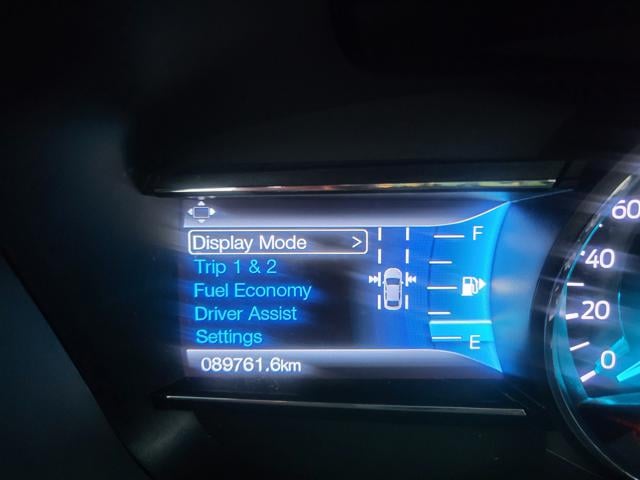 Display Mode >
Trip 1 & 2
Fuel Economy
Driver Assist
Settings
089761.6km
F
E
60
40
20
0